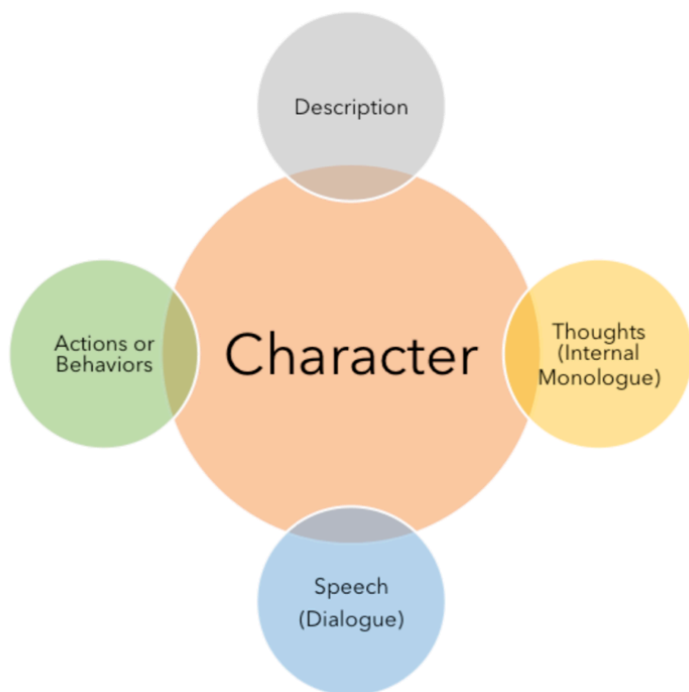 Description
Actions or
Behaviors
Character
Thoughts
(Internal
Monologue)
Speech
(Dialogue)